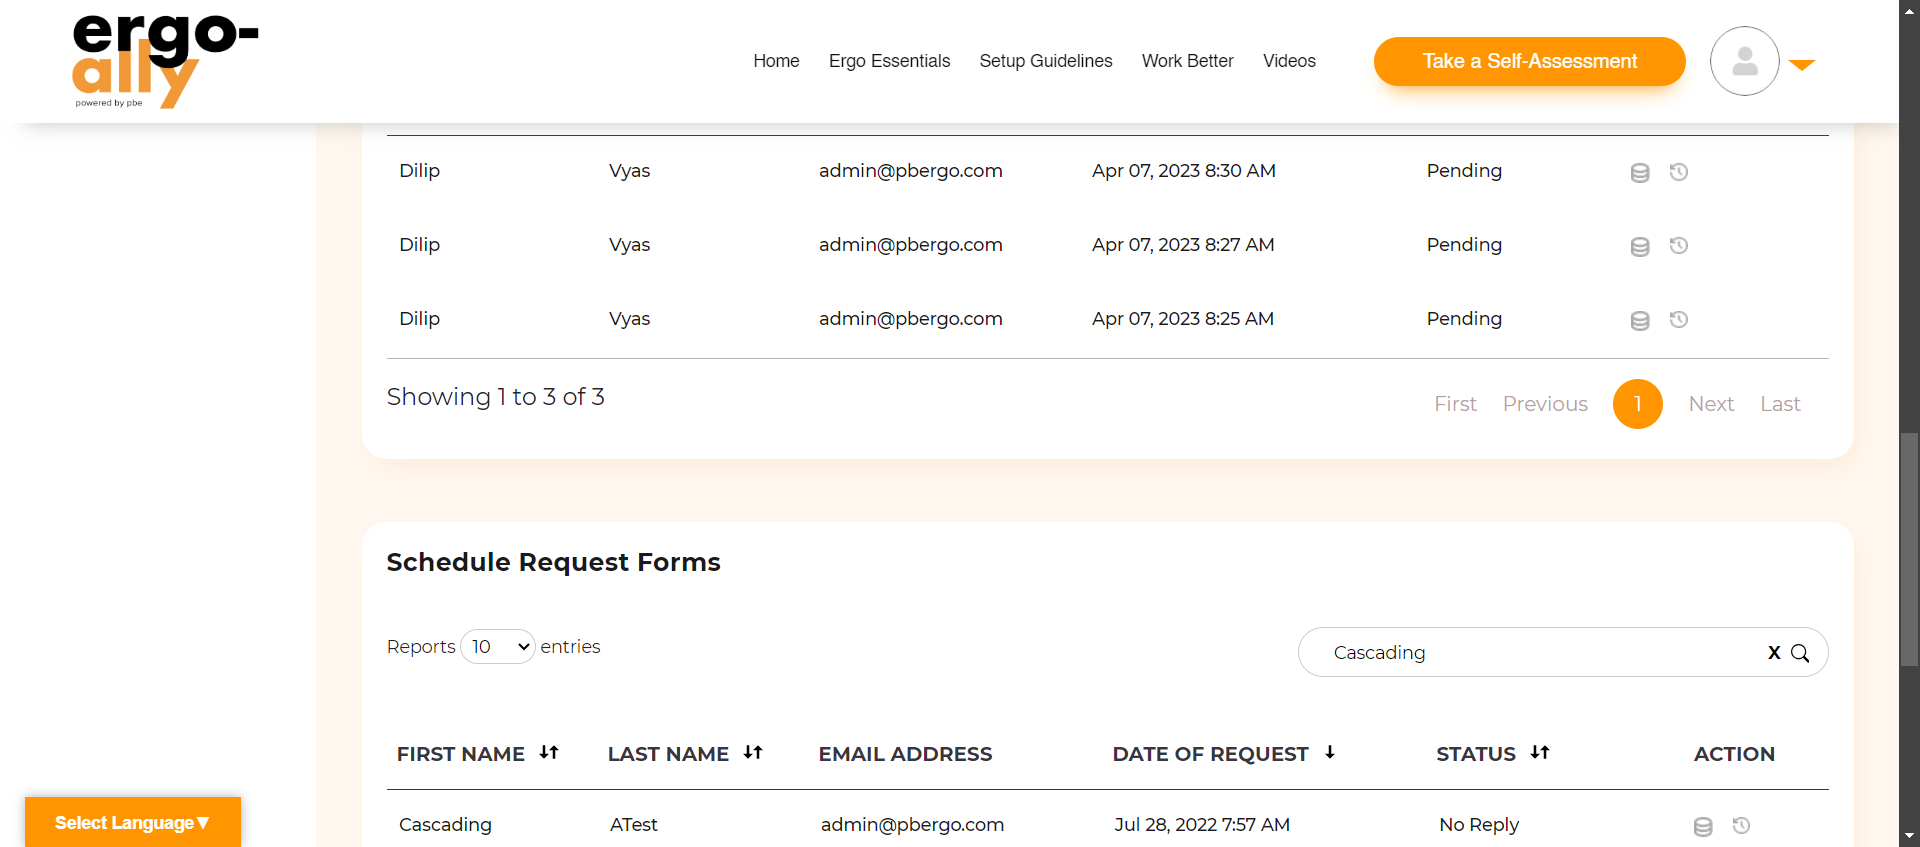 ergo-
ally
powered by pbe
Home Ergo Essentials Setup Guidelines Work Better Videos Take a Self-Assessment
Dilip Vyas admin@pbergo.com Apr 07, 2023 8:30 AM Pending
Dilip Vyas admin@pbergo.com Apr 07, 2023 8:27 AM Pending
Dilip Vyas admin@pbergo.com Apr 07, 2023 8:25 AM Pending
Showing 1 to 3 of 3
First Previous 1 Next Last
Schedule Request Forms
Reports 10 entries
Cascading X
FIRST NAME LAST NAME EMAIL ADDRESS DATE OF REQUEST STATUS ACTION
Cascading ATest admin@pbergo.com Jul 28, 2022 7:57 AM No Reply
Select Language▼